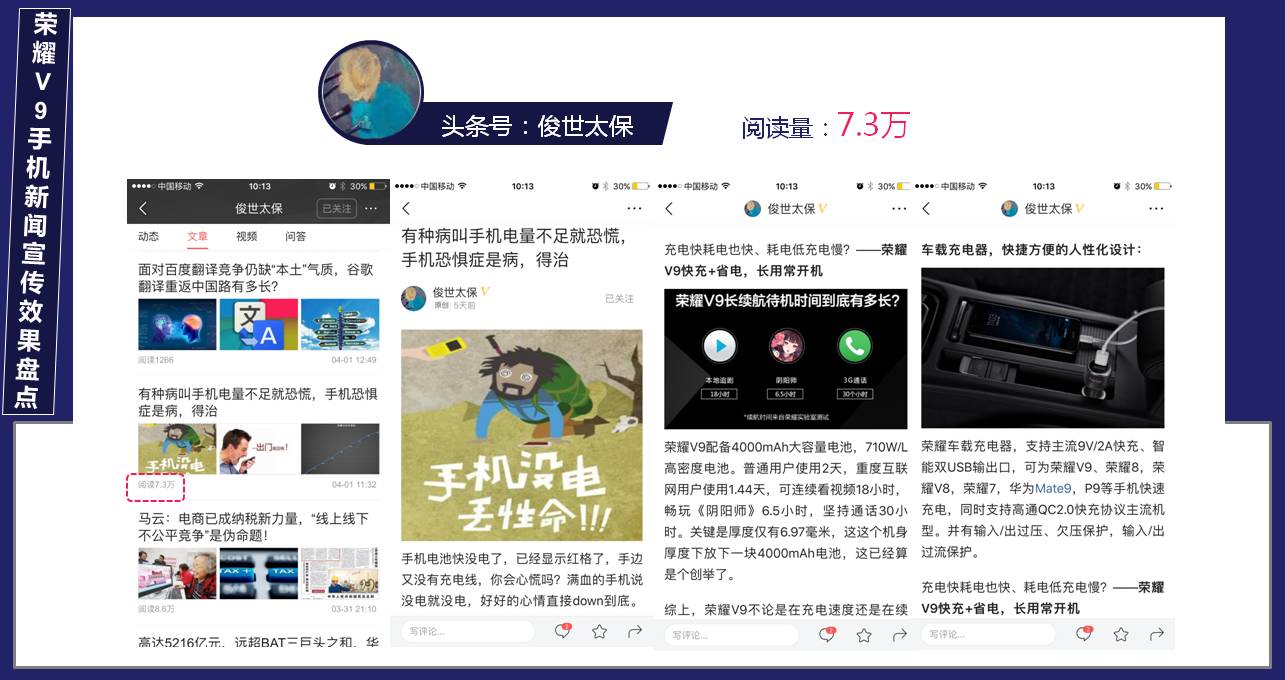 荣耀V9手机新闻宣传效果盘点
头条号：俊世太保
阅读量：7.3万
中国移动 10:13 30%
俊世太保 已关注
动态 文章 视频 问答
面对百度翻译竞争仍缺“本土”气质，谷歌
翻译重返中国路有多长?
文
A
阅读1266 04-01 12:49
有种病叫手机电量不足就恐慌，手机恐惧
症是病，得治
手机没电
出门
阅读7.3万 04-01 11:32
马云：电商已成纳税新力量，“线上线下
不公平竞争”是伪命题！
TAX TAX
阅读8.6万 03-31 21:10
高达5216亿元，远超BAT三巨头之和，华
中国移动 10:13 30%
有种病叫手机电量不足就恐慌，
手机恐惧症是病，得治
俊世太保 V
原创 5天前
已关注
手机没电
丢性命!!!
手机电池快没电了，已经显示红格了，手边
又没有充电线，你会心慌吗？满血的手机说
没电就没电，好好的心情直接down到底。
写评论...
中国移动 10:13 30%
俊世太保 V
充电快耗电也快、耗电低充电慢？——荣耀
V9快充+省电，长用常开机
荣耀V9长续航待机时间到底有多长?
本地追剧 阴阳师 3G通话
18小时 6.5小时 30个小时
*续航时间来自荣耀实验室测试
荣耀V9配备4000mAh大容量电池，710W/L
高密度电池。普通用户使用2天，重度互联
网用户使用1.44天，可连续看视频18小时，
畅玩《阴阳师》6.5小时，坚持通话30小
时。关键是厚度仅有6.97毫米，这这个机身
厚度下放下一块4000mAh电池，这已经算
是个创举了。
综上，荣耀V9不论是在充电速度还是在续
写评论...
中国移动 10:13 30%
俊世太保 V
车载充电器，快捷方便的人性化设计：
荣耀车载充电器，支持主流9V/2A快充、智
能双USB输出口，可为荣耀V9、荣耀8，荣
耀V8，荣耀7，华为Mate9，P9等手机快速
充电，同时支持高通QC2.0快充协议主流机
型。并有输入/出过压、欠压保护，输入/出
过流保护。
充电快耗电也快、耗电低充电慢？——荣耀
V9快充+省电，长用常开机
写评论...